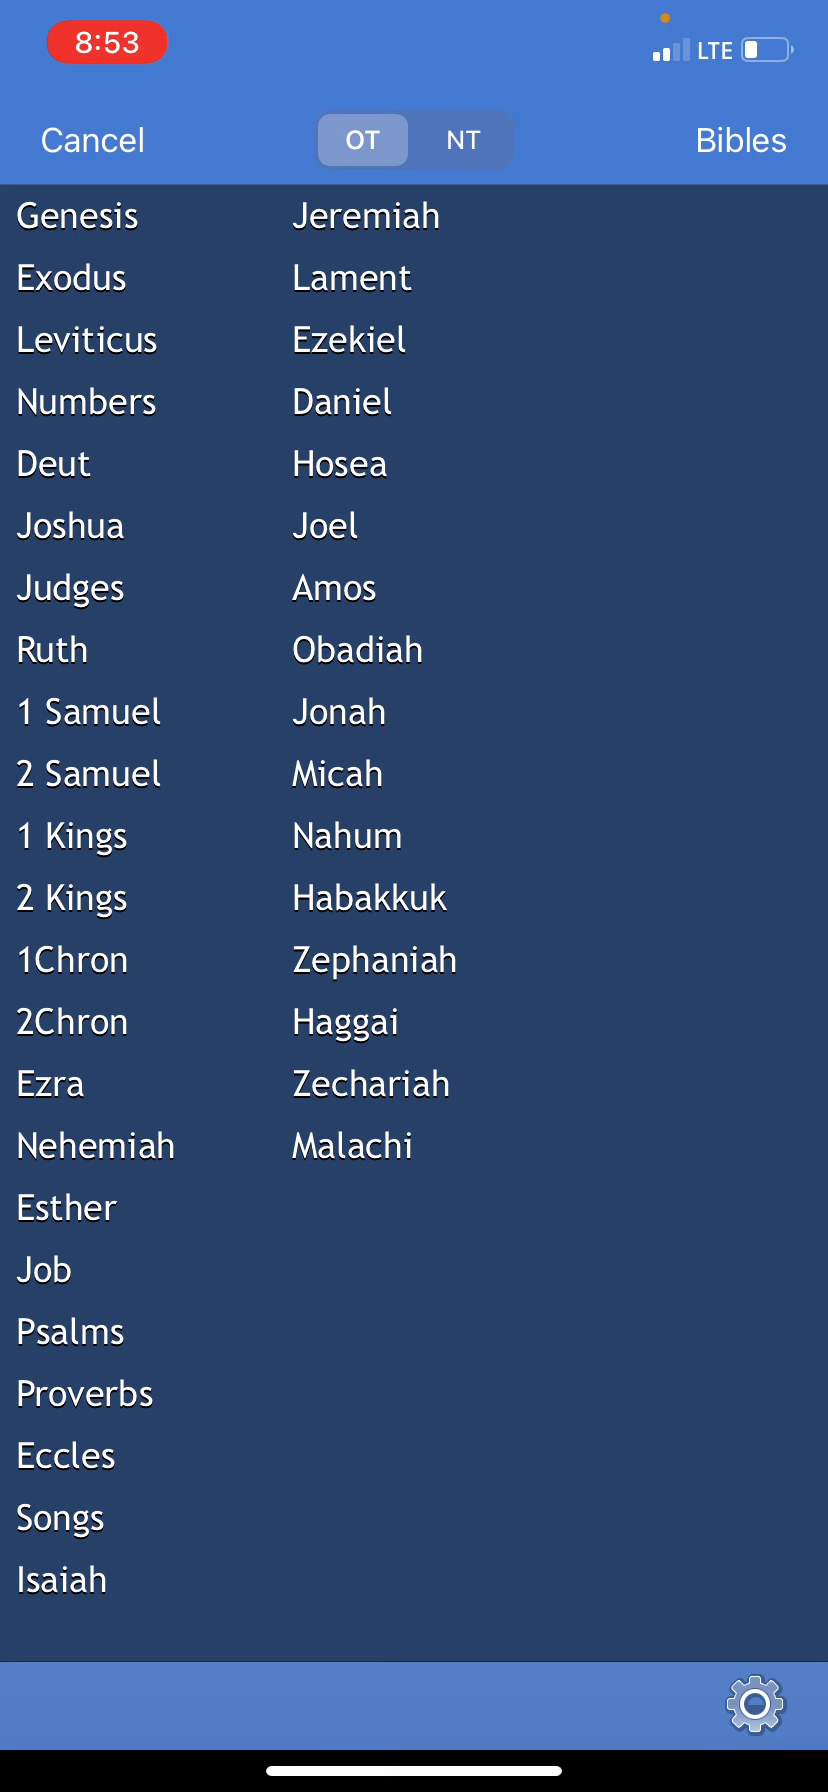 8:53
LTE
Cancel OT NT Bibles
Genesis
Exodus
Leviticus
Numbers
Deut
Joshua
Judges
Ruth
1 Samuel
2 Samuel
1 Kings
2 Kings
1Chron
2Chron
Ezra
Nehemiah
Esther
Job
Psalms
Proverbs
Eccles
Songs
Isaiah
Jeremiah
Lament
Ezekiel
Daniel
Hosea
Joel
Amos
Obadiah
Jonah
Micah
Nahum
Habakkuk
Zephaniah
Haggai
Zechariah
Malachi